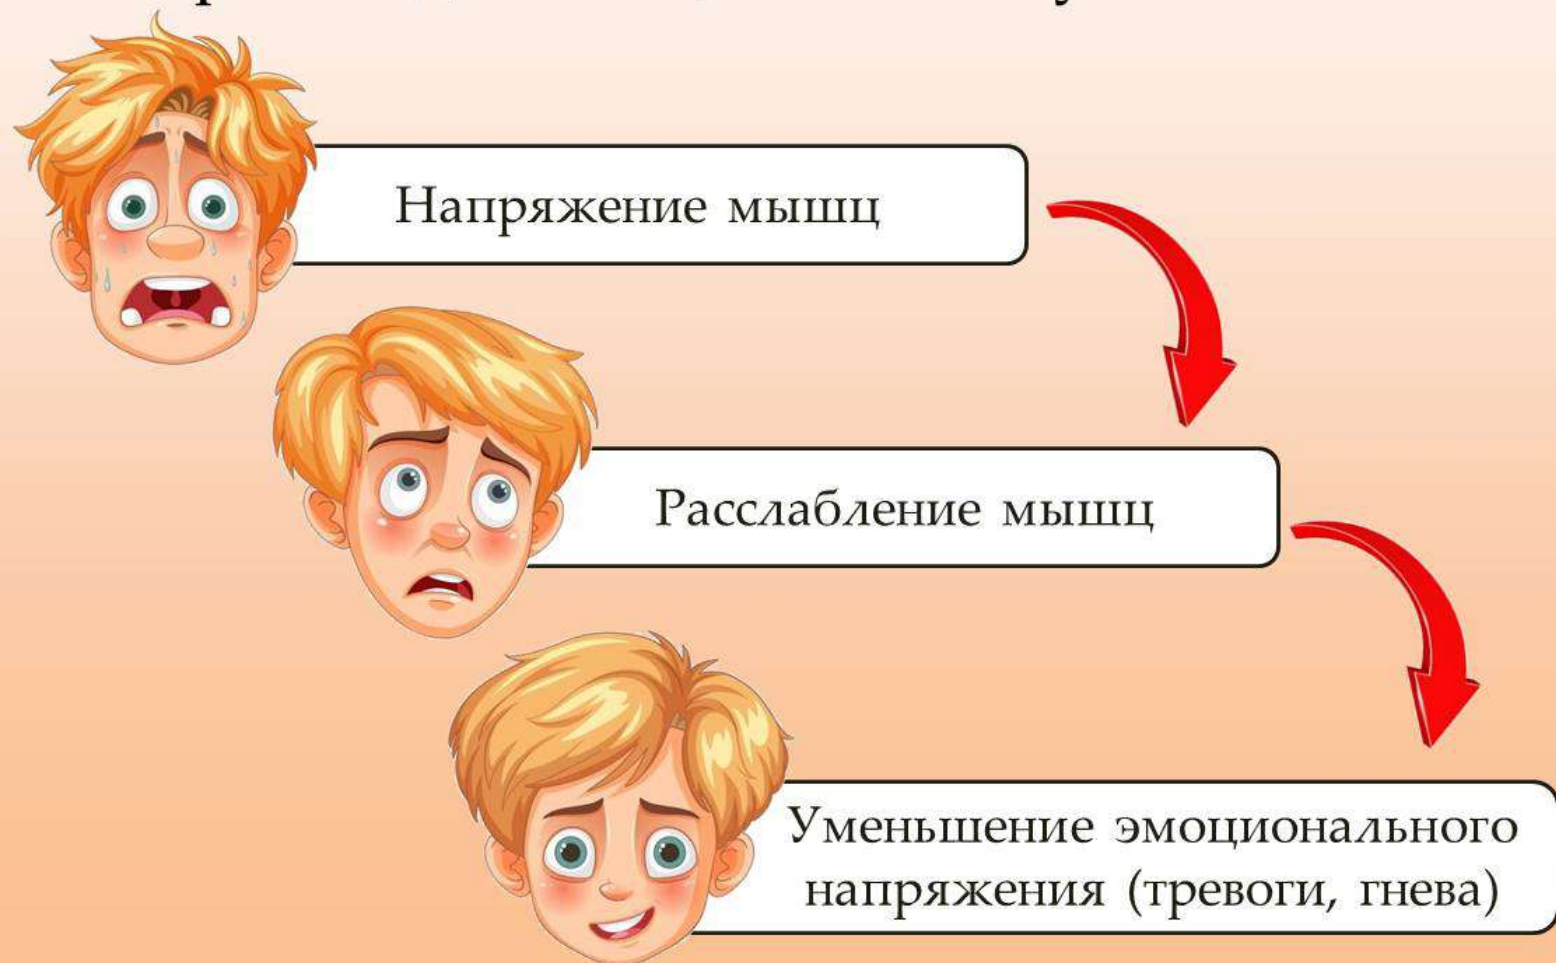 Напряжение мышц
Расслабление мышц
Уменьшение эмоционального
напряжения (тревоги, гнева)